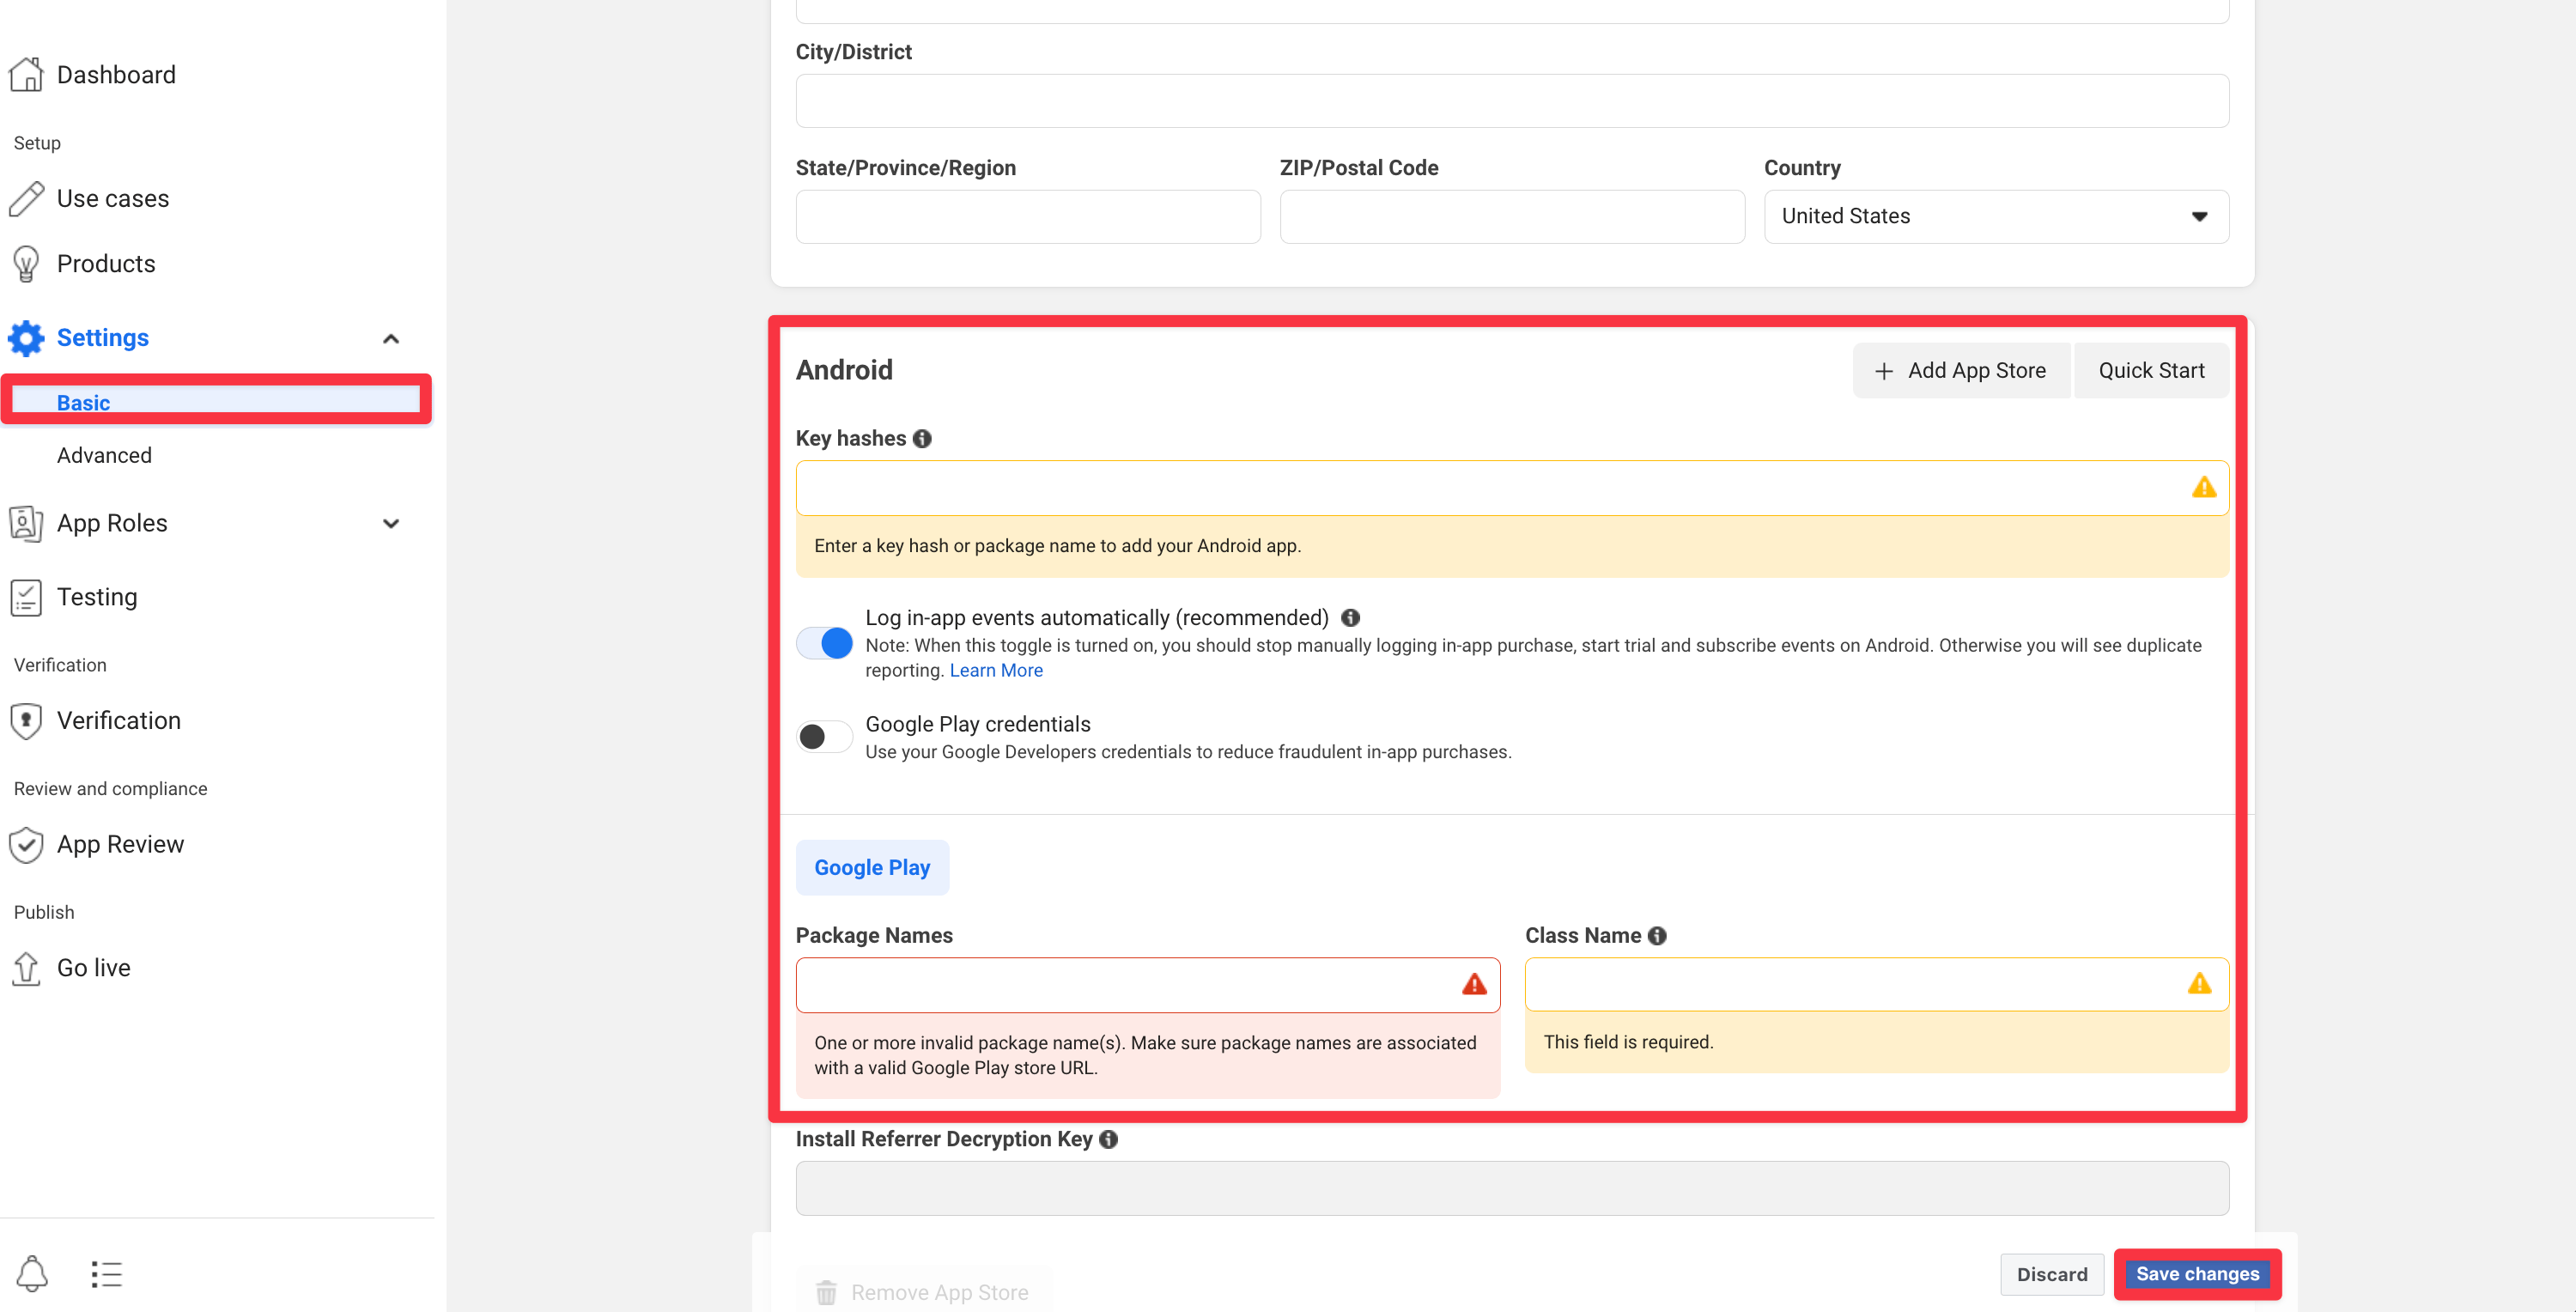 Dashboard
Setup
Use cases
Products
Settings
Basic
Advanced
App Roles
Testing
Verification
Verification
Review and compliance
App Review
Publish
Go live
City/District
State/Province/Region
ZIP/Postal Code
Country
United States
Android
+ Add App Store
Quick Start
Key hashes
Enter a key hash or package name to add your Android app.
Log in-app events automatically (recommended)
Note: When this toggle is turned on, you should stop manually logging in-app purchase, start trial and subscribe events on Android. Otherwise you will see duplicate
reporting. Learn More
Google Play credentials
Use your Google Developers credentials to reduce fraudulent in-app purchases.
Google Play
Package Names
One or more invalid package name(s). Make sure package names are associated
with a valid Google Play store URL.
Class Name
This field is required.
Install Referrer Decryption Key
Remove App Store
Discard
Save changes